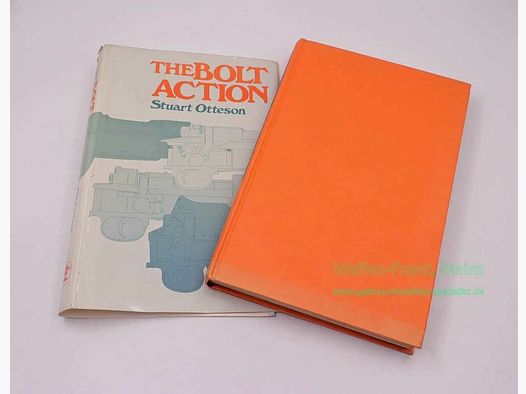 THE BOLT
ACTION
Stuart Otteson
Waffen-Frank, Mainz